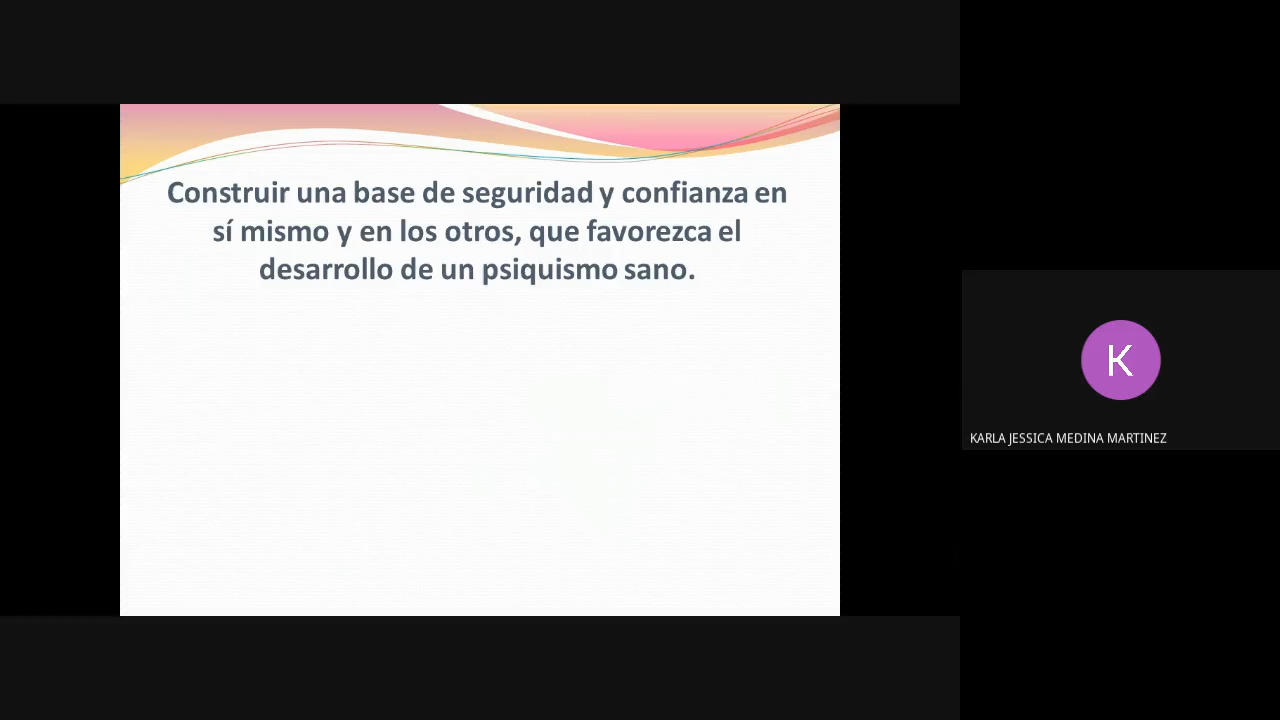 Construir una base de seguridad y confianza en
sí mismo y en los otros, que favorezca el
desarrollo de un psiquismo sano.
K
KARLA JESSICA MEDINA MARTINEZ